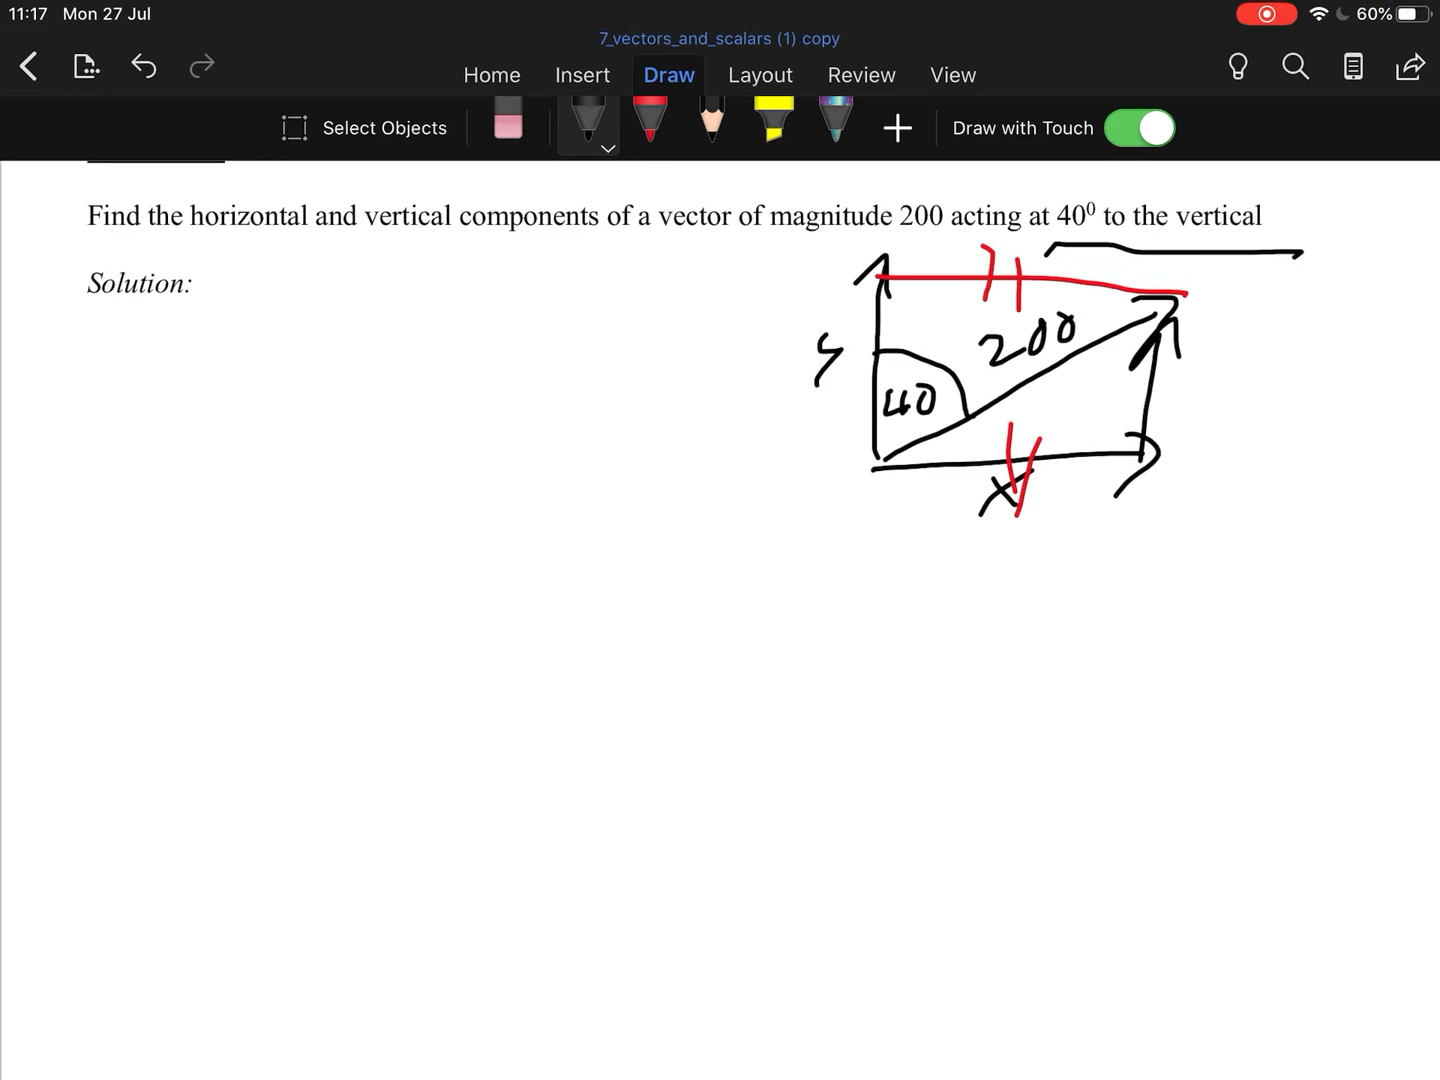 11:17 Mon 27 Jul
60%
7_vectors_and_scalars (1) copy
Home Insert Draw Layout Review View
Select Objects
Draw with Touch
Find the horizontal and vertical components of a vector of magnitude 200 acting at 40⁰ to the vertical
Solution:
200
y
40
x